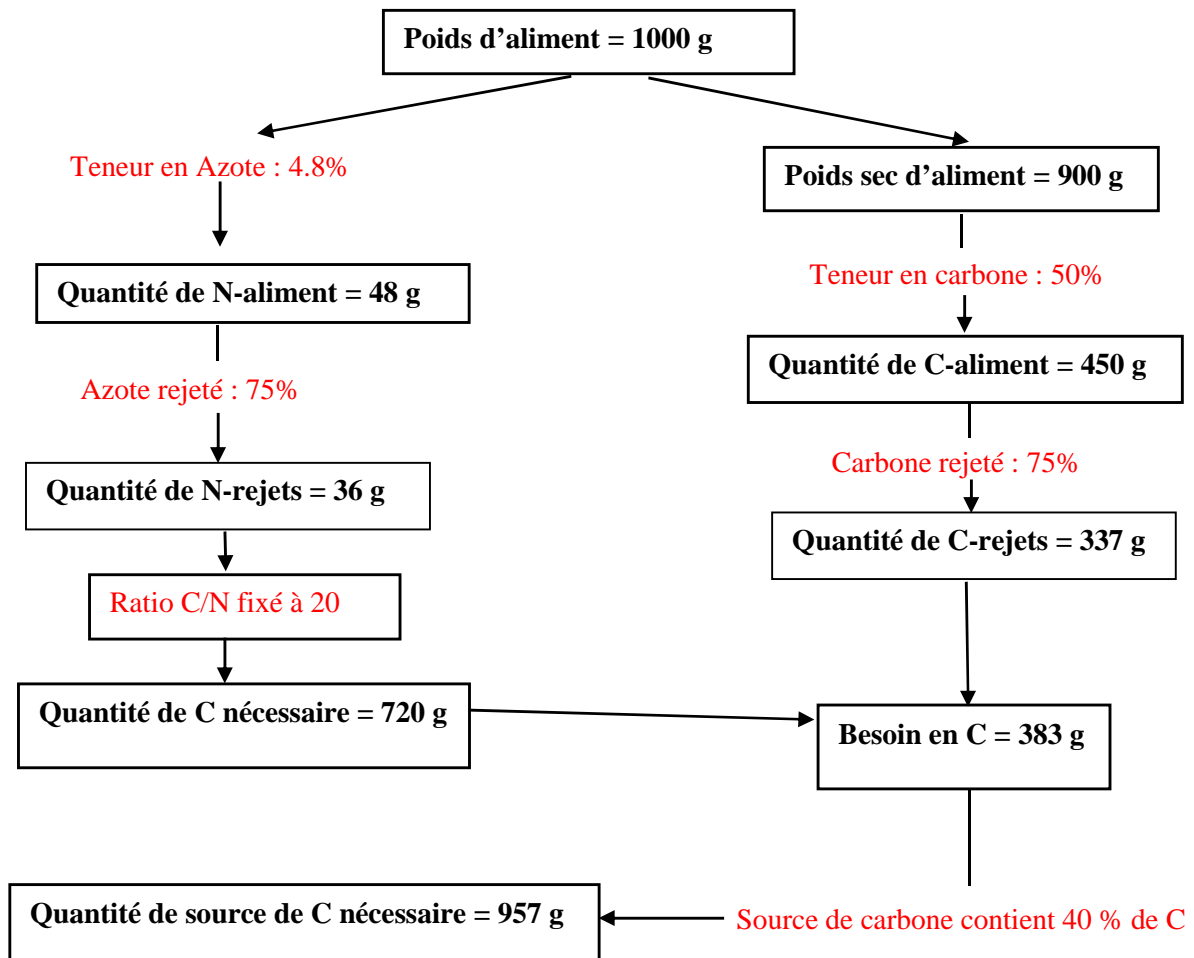 Poids d’aliment = 1000 g
Teneur en Azote : 4.8%
Poids sec d’aliment = 900 g
Teneur en carbone : 50%
Quantité de N-aliment = 48 g
Quantité de C-aliment = 450 g
Azote rejeté : 75%
Carbone rejeté : 75%
Quantité de N-rejets = 36 g
Quantité de C-rejets = 337 g
Ratio C/N fixé à 20
Quantité de C nécessaire = 720 g
Besoin en C = 383 g
Quantité de source de C nécessaire = 957 g
Source de carbone contient 40 % de C